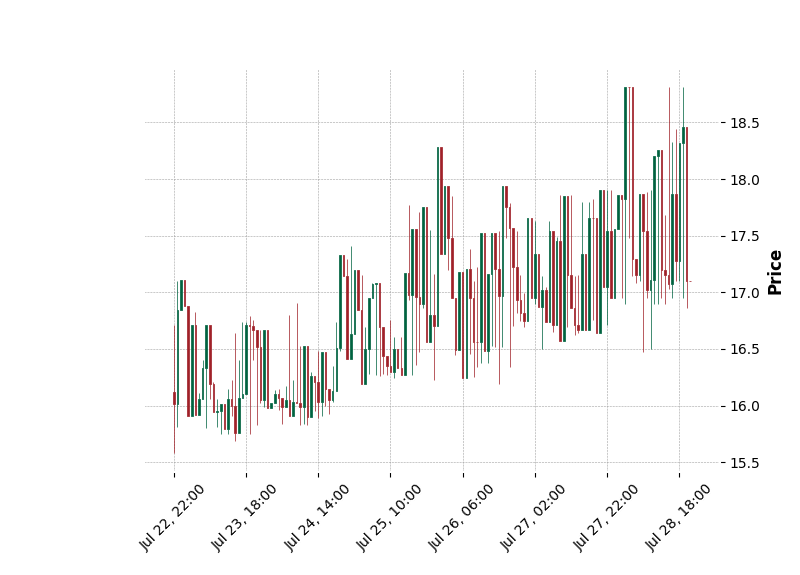 18.5
18.0
17.5
17.0
16.5
16.0
15.5
Price
Jul 22, 22:00
Jul 23, 18:00
Jul 24, 14:00
Jul 25, 10:00
Jul 26, 06:00
Jul 27, 02:00
Jul 27, 22:00
Jul 28, 18:00